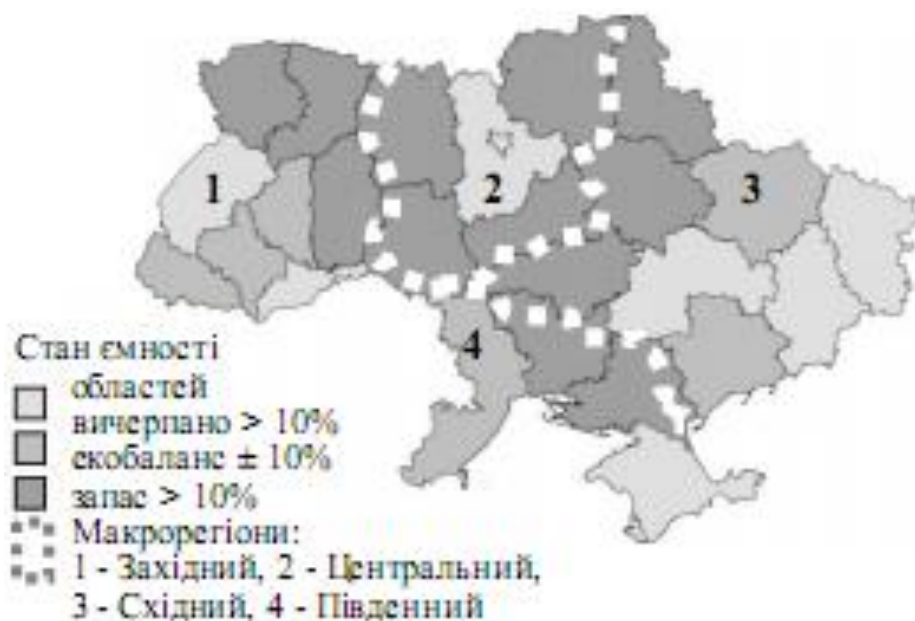 1
2
3
4
Стан ємності
областей
вичерпано > 10%
екобаланс ± 10%
запас > 10%
Макрорегіони:
1 - Західний, 2 - Центральний,
3 - Східний, 4 - Південний